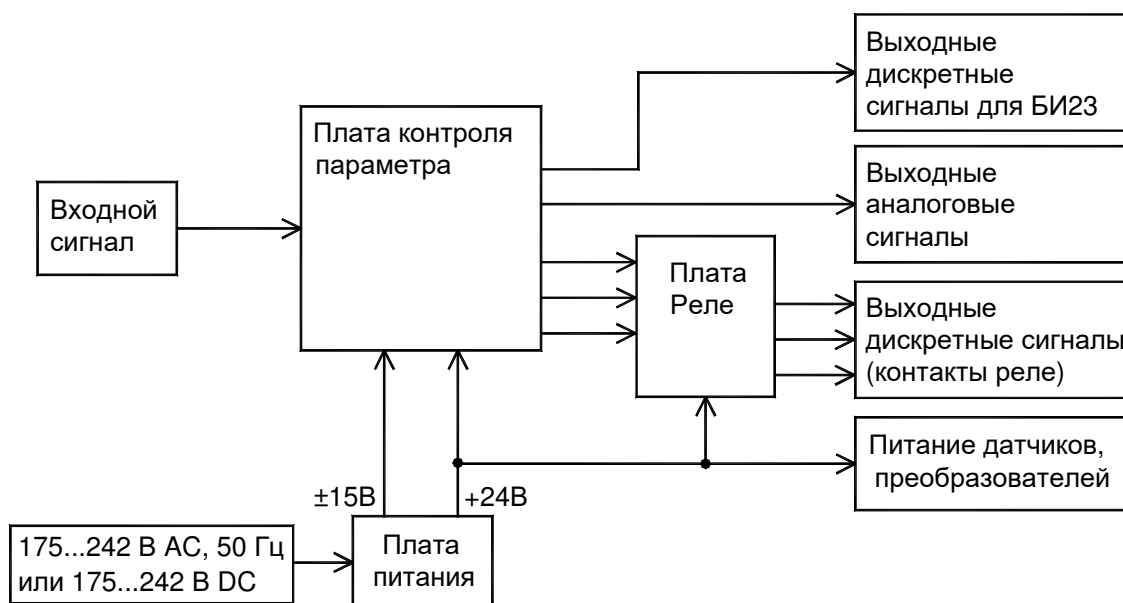 Выходные
дискретные
сигналы для БИ23
Плата контроля
параметра
Выходные
аналоговые
сигналы
Входной
сигнал
Плата
Реле
Выходные
дискретные сигналы
(контакты реле)
Питание датчиков,
преобразователей
±15В
+24В
175...242 В AC, 50 Гц
или 175...242 В DC
Плата
питания